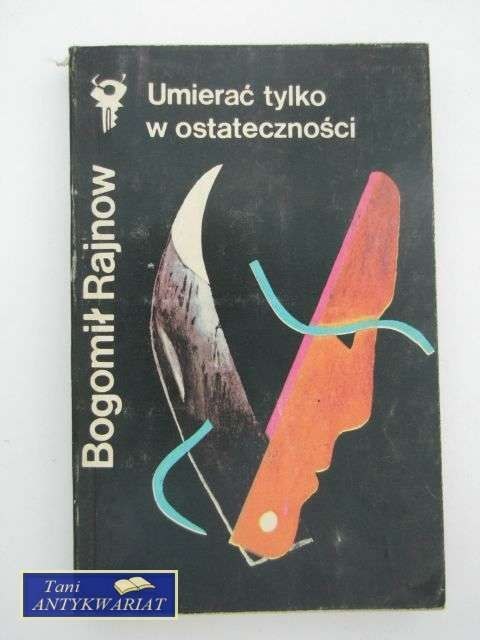 Umierać tylko
w ostateczności
Bogomił Rajnow
Tani
ANTYKWARIAT